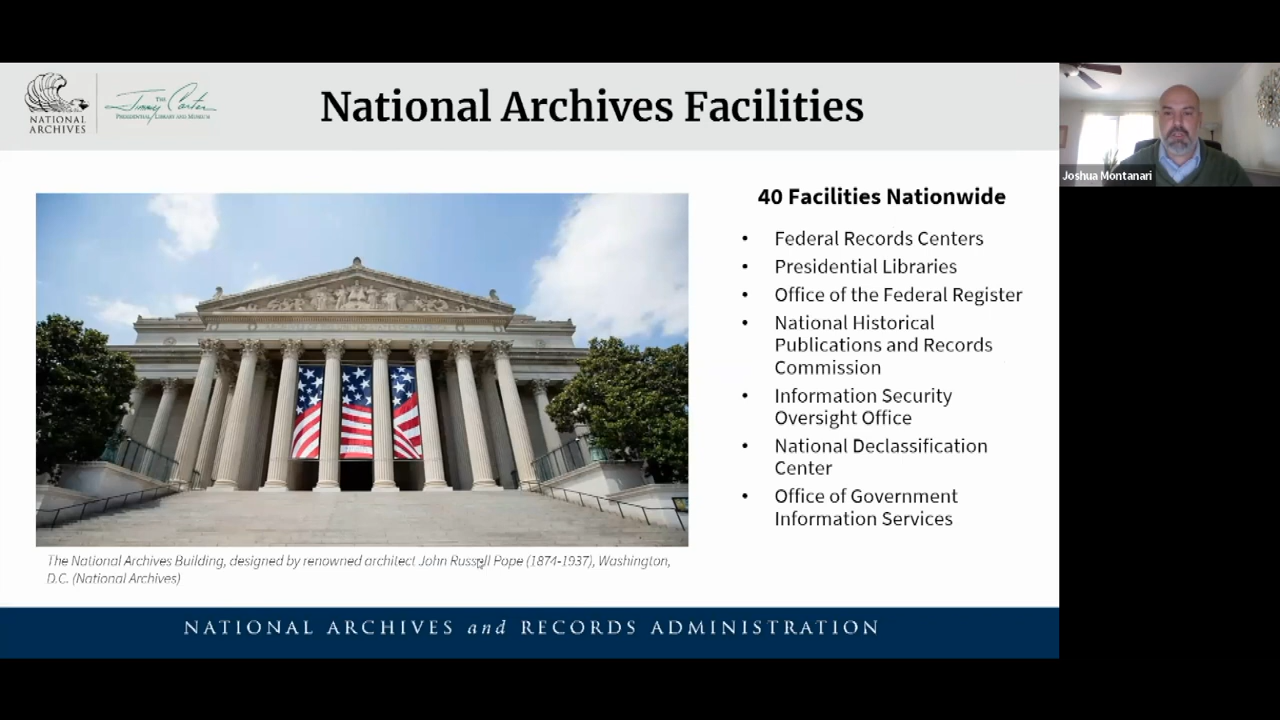 NATIONAL
ARCHIVES
THE
Jimmy Carter
PRESIDENTIAL LIBRARY AND MUSEUM
National Archives Facilities
Joshua Montanari
40 Facilities Nationwide
• Federal Records Centers
• Presidential Libraries
• Office of the Federal Register
• National Historical
Publications and Records
Commission
• Information Security
Oversight Office
• National Declassification
Center
• Office of Government
Information Services
The National Archives Building, designed by renowned architect John Russell Pope (1874-1937), Washington,
D.C. (National Archives)
NATIONAL ARCHIVES and RECORDS ADMINISTRATION